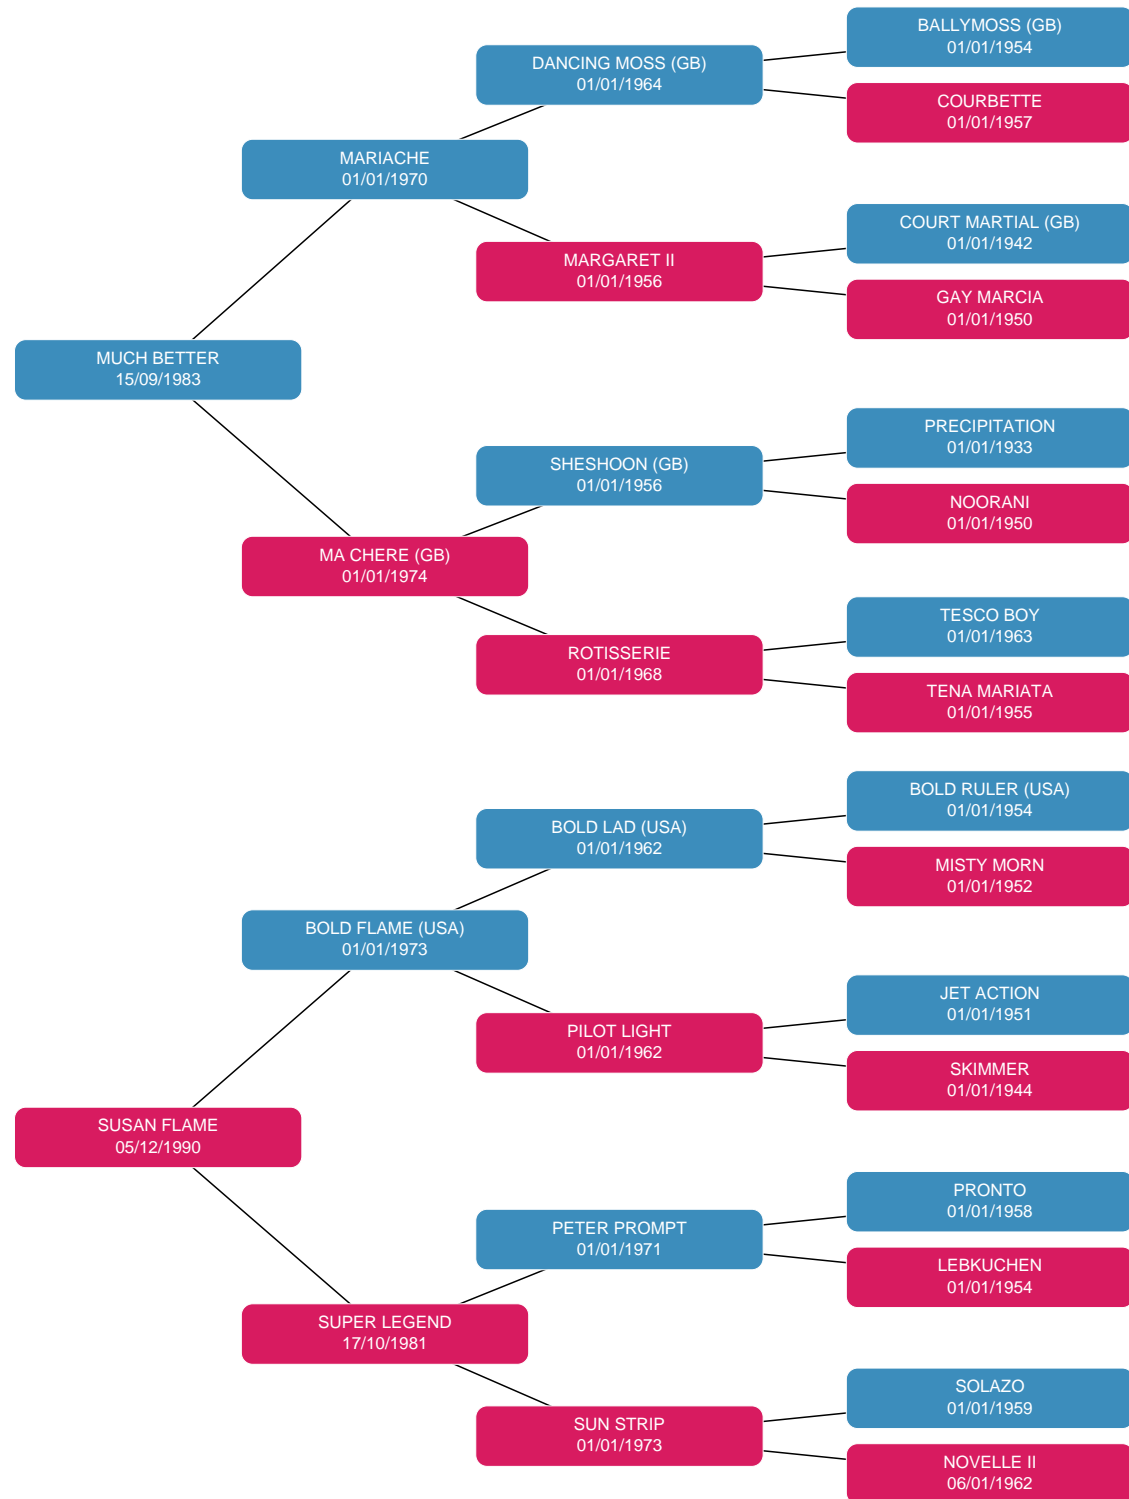 BALLYMOSS (GB)
01/01/1954
DANCING MOSS (GB)
01/01/1964
COURBETTE
01/01/1957
MARIACHE
01/01/1970
COURT MARTIAL (GB)
01/01/1942
MARGARET II
01/01/1956
GAY MARCIA
01/01/1950
MUCH BETTER
15/09/1983
PRECIPITATION
01/01/1933
SHESHOON (GB)
01/01/1956
NOORANI
01/01/1950
MA CHERE (GB)
01/01/1974
TESCO BOY
01/01/1963
ROTISSERIE
01/01/1968
TENA MARIATA
01/01/1955
BOLD RULER (USA)
01/01/1954
BOLD LAD (USA)
01/01/1962
MISTY MORN
01/01/1952
BOLD FLAME (USA)
01/01/1973
JET ACTION
01/01/1951
PILOT LIGHT
01/01/1962
SKIMMER
01/01/1944
SUSAN FLAME
05/12/1990
PRONTO
01/01/1958
PETER PROMPT
01/01/1971
LEBKUCHEN
01/01/1954
SUPER LEGEND
17/10/1981
SOLAZO
01/01/1959
SUN STRIP
01/01/1973
NOVELLE II
06/01/1962